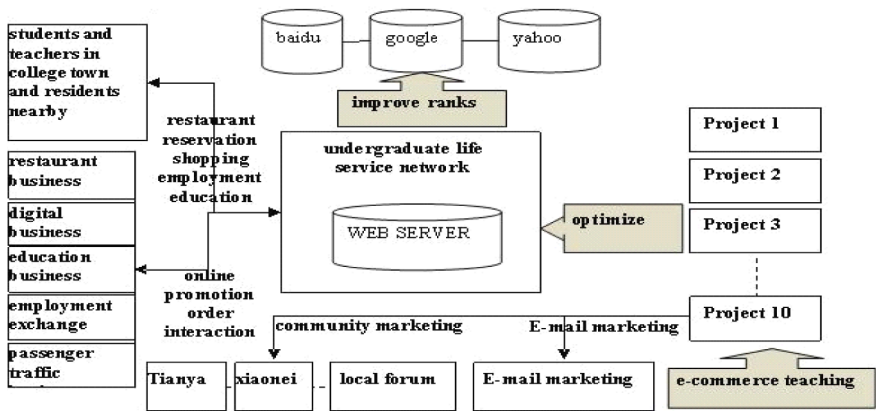 students and
teachers in
college town
and residents
nearby
baidu
google
yahoo
improve ranks
restaurant
reservation
shopping
employment
education
undergraduate life
service network
WEB SERVER
optimize
Project 1
Project 2
Project 3
Project 10
restaurant
business
digital
business
education
business
employment
exchange
passenger
traffic
online
promotion
order
interaction
community marketing
E-mail marketing
Tianya
xiaonei
local forum
E-mail marketing
e-commerce teaching